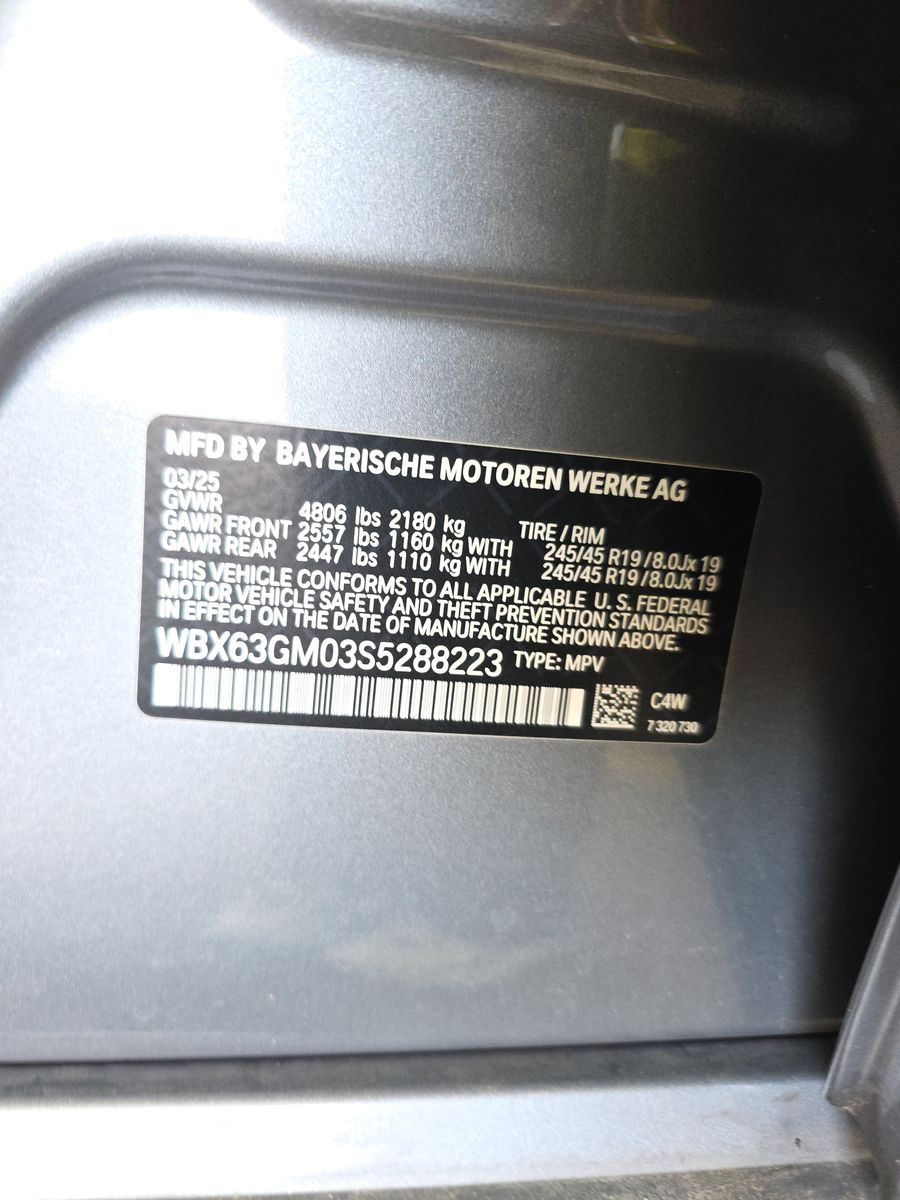 MFD BY BAYERISCHE MOTOREN WERKE AG
03/25
GVWR 4806 lbs 2180 kg TIRE / RIM
GAWR FRONT 2557 lbs 1160 kg WITH 245/45 R19 / 8.0Jx 19
GAWR REAR 2447 lbs 1110 kg WITH 245/45 R19 / 8.0Jx 19
THIS VEHICLE CONFORMS TO ALL APPLICABLE U. S. FEDERAL
MOTOR VEHICLE SAFETY AND THEFT PREVENTION STANDARDS
IN EFFECT ON THE DATE OF MANUFACTURE SHOWN ABOVE.
WBX63GM03S5288223 TYPE: MPV
C4W
7 320 730